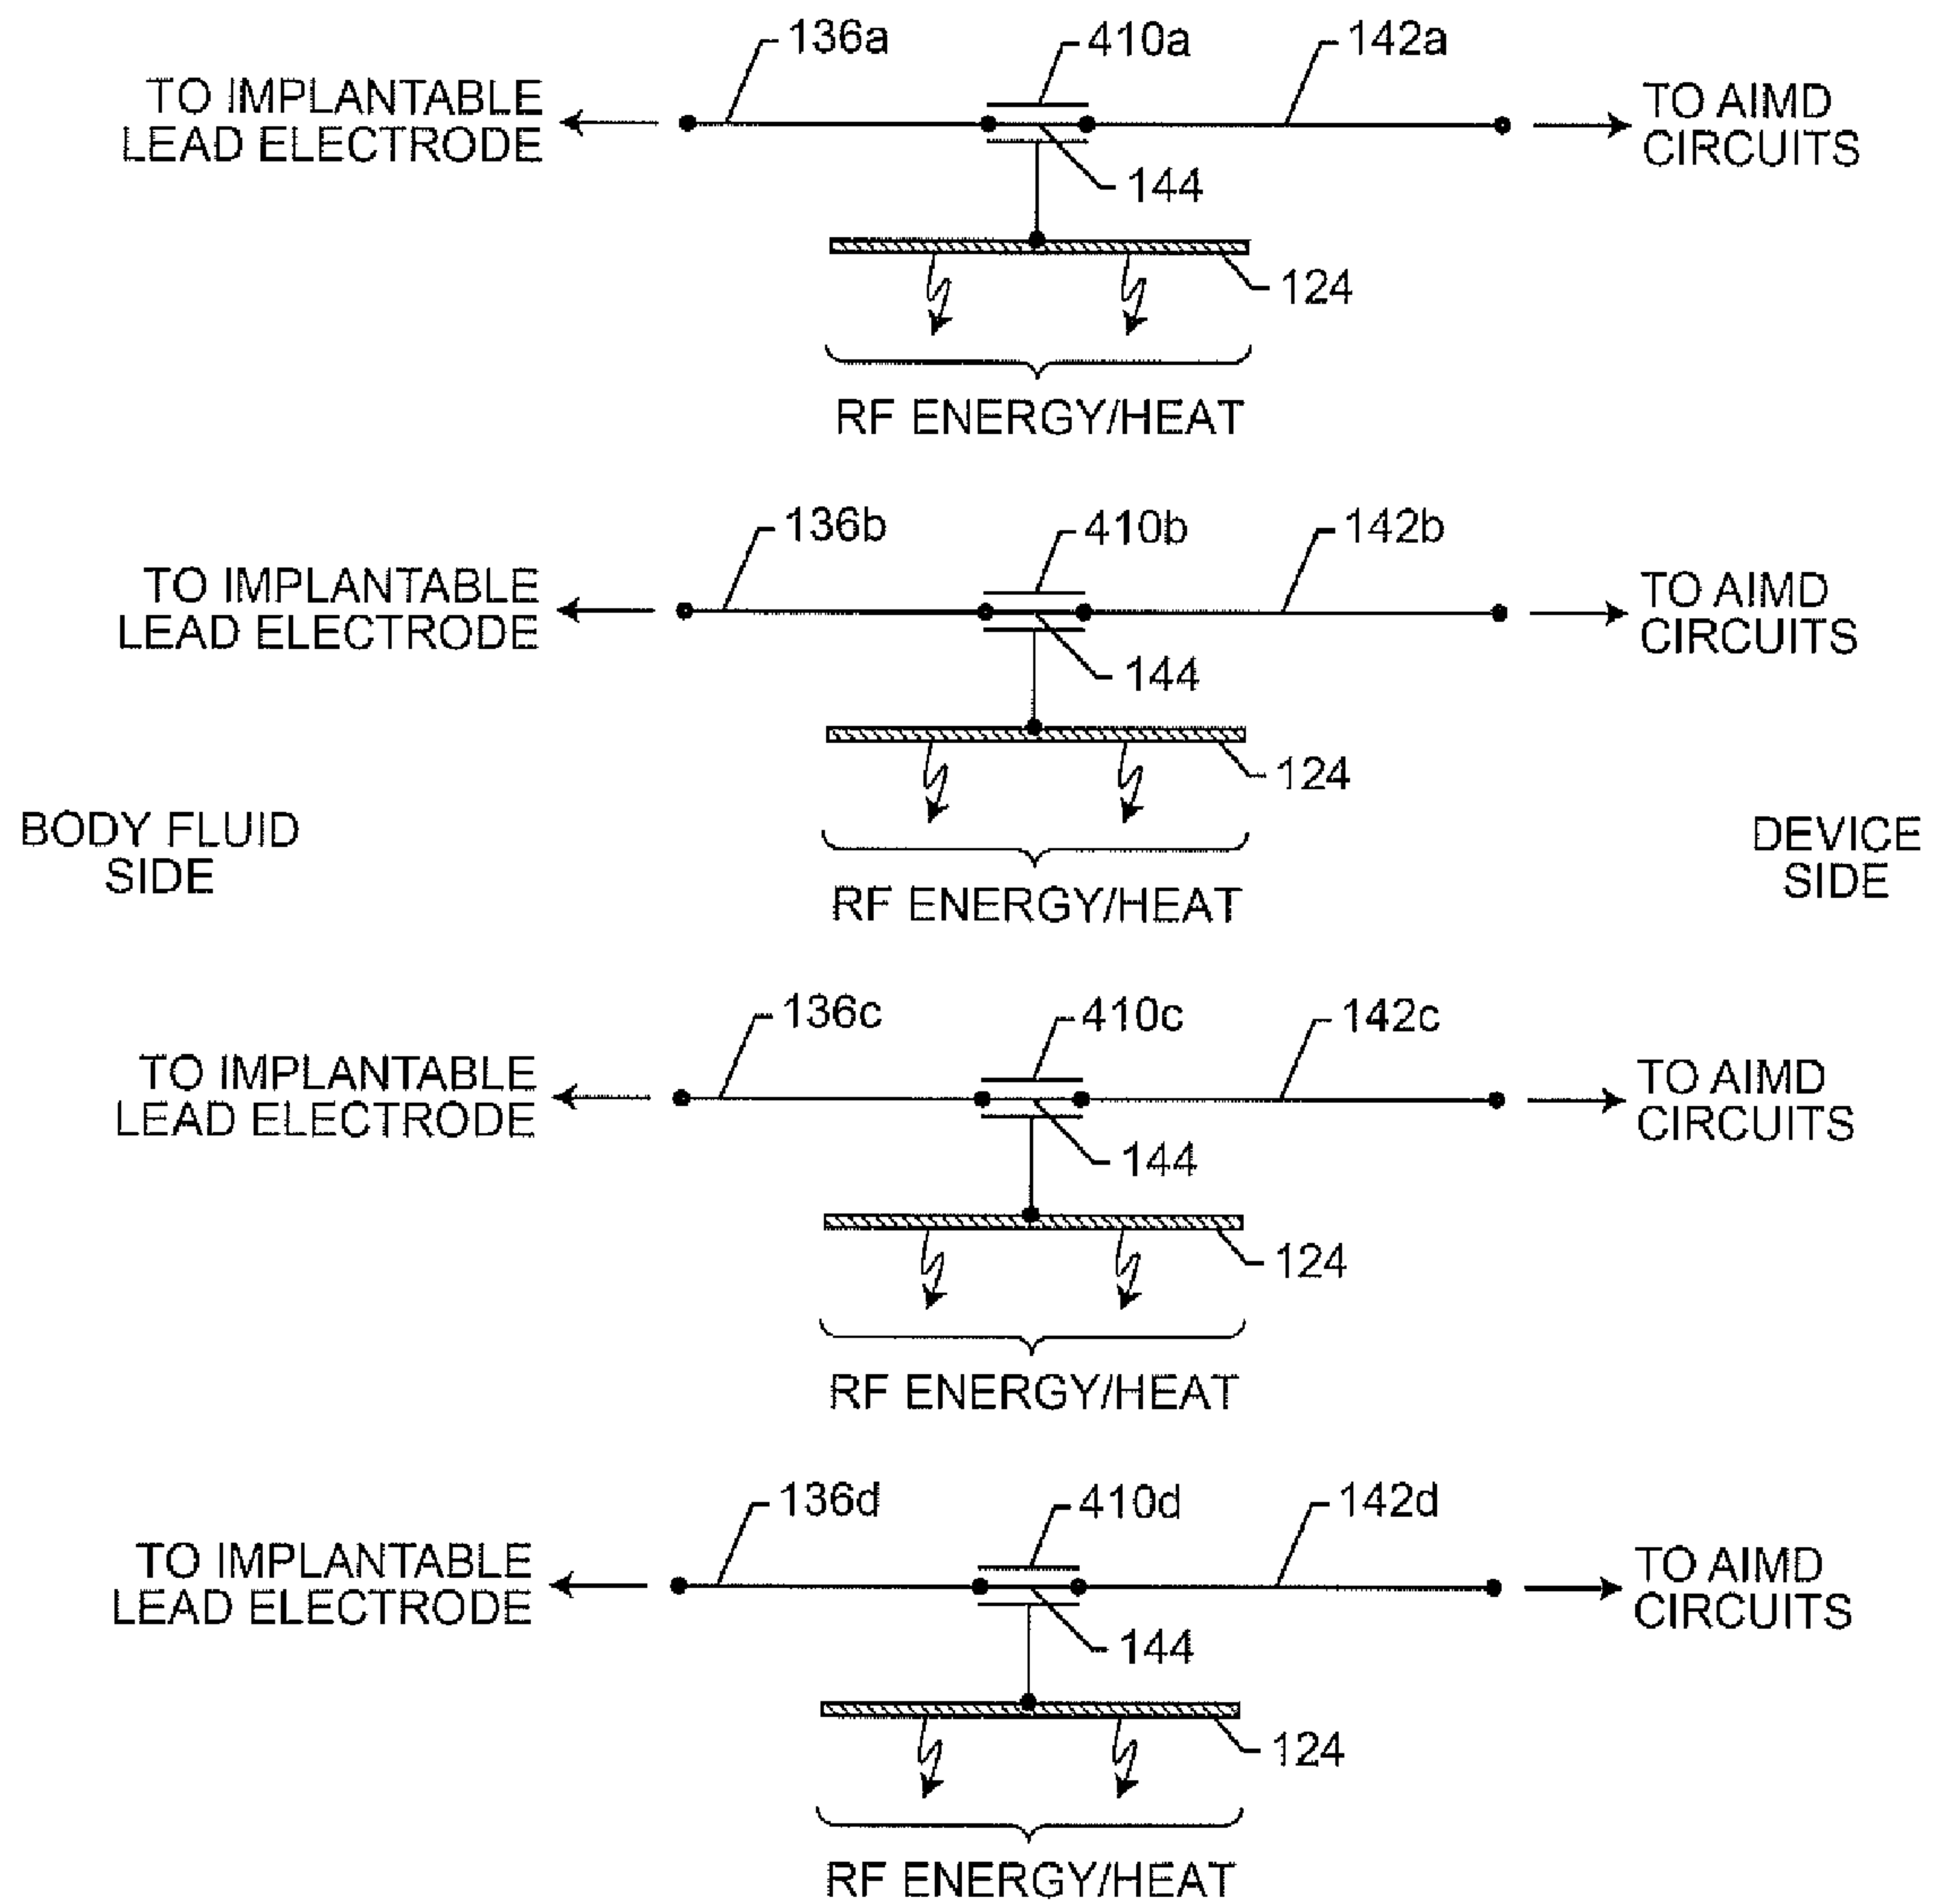 136a
410a
142a
TO IMPLANTABLE
LEAD ELECTRODE
TO AIMD
CIRCUITS
144
124
RF ENERGY/HEAT
136b
410b
142b
TO IMPLANTABLE
LEAD ELECTRODE
TO AIMD
CIRCUITS
144
124
BODY FLUID
SIDE
DEVICE
SIDE
RF ENERGY/HEAT
136c
410c
142c
TO IMPLANTABLE
LEAD ELECTRODE
TO AIMD
CIRCUITS
144
124
RF ENERGY/HEAT
136d
410d
142d
TO IMPLANTABLE
LEAD ELECTRODE
TO AIMD
CIRCUITS
144
124
RF ENERGY/HEAT